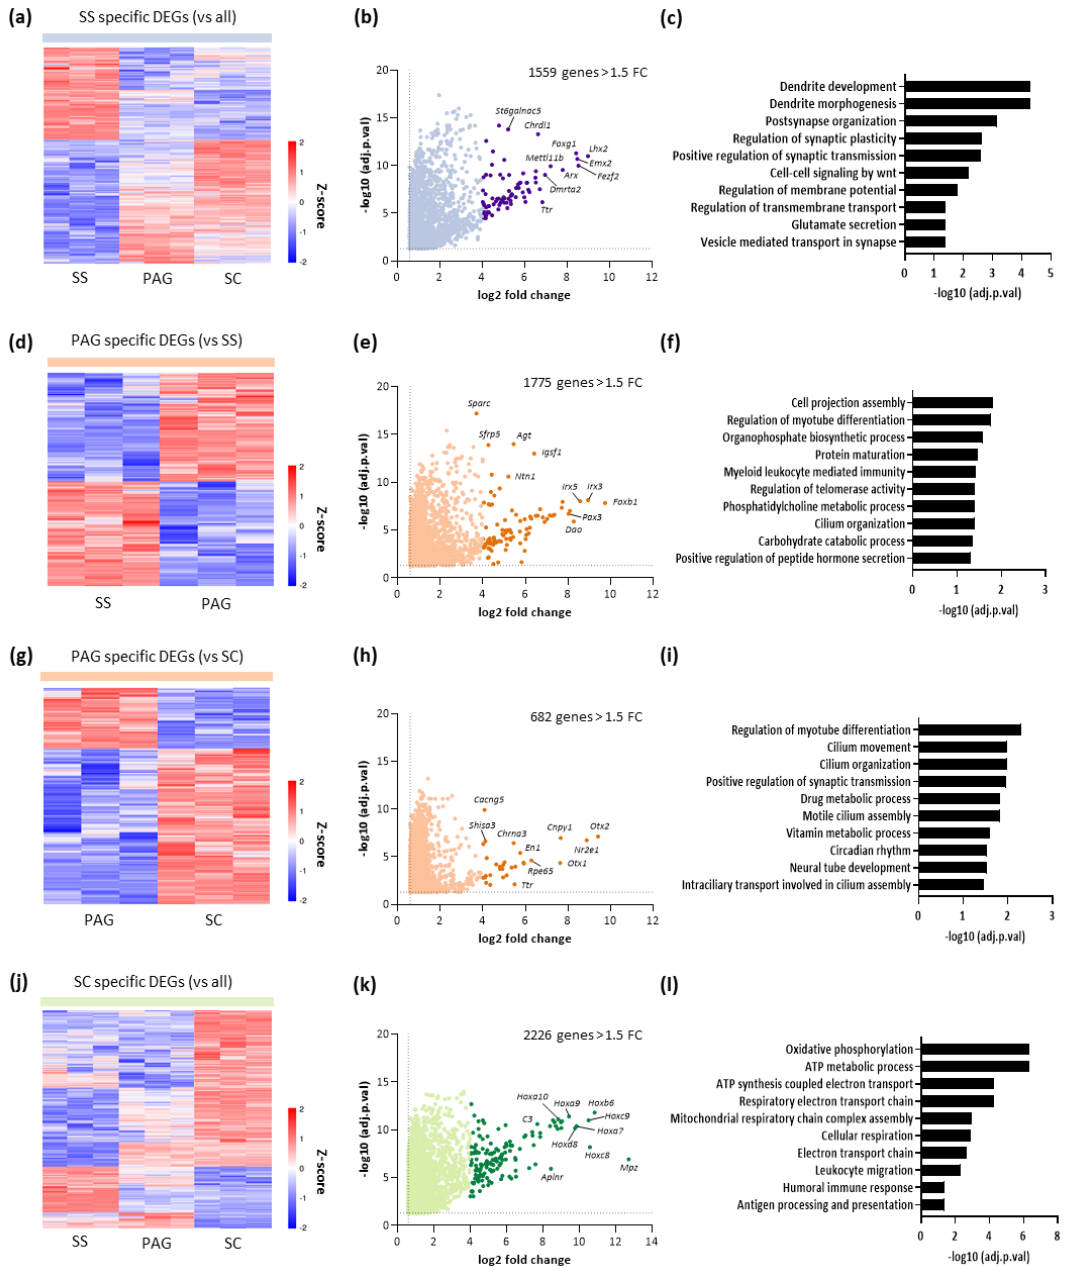 (a)
SS specific DEGs (vs all)
2
1
0
-1
-2
Z-score
SS PAG SC
(b)
1559 genes>1.5 FC
-log10 (adj.p.val)
20
15
10
5
0
St6galnac5
Chrdl1
Foxg1
Lhx2
Mettl11b
Emx2
Arx
Fezf2
Dmrta2
Ttr
0 2 4 6 8 10 12
log2 fold change
(c)
Dendrite development
Dendrite morphogenesis
Postsynapse organization
Regulation of synaptic plasticity
Positive regulation of synaptic transmission
Cell-cell signaling by wnt
Regulation of membrane potential
Regulation of transmembrane transport
Glutamate secretion
Vesicle mediated transport in synapse
0 1 2 3 4 5
-log10 (adj.p.val)
(d)
PAG specific DEGs (vs SS)
2
1
0
-1
-2
Z-score
SS PAG
(e)
1775 genes>1.5 FC
-log10 (adj.p.val)
20
15
10
5
0
Sparc
Sfrp5
Agt
Igsf1
Ntn1
Irx5
Irx3
Foxb1
Pax3
Dao
0 2 4 6 8 10 12
log2 fold change
(f)
Cell projection assembly
Regulation of myotube differentiation
Organophosphate biosynthetic process
Protein maturation
Myeloid leukocyte mediated immunity
Regulation of telomerase activity
Phosphatidylcholine metabolic process
Cilium organization
Carbohydrate catabolic process
Positive regulation of peptide hormone secretion
0 1 2 3
-log10 (adj.p.val)
(g)
PAG specific DEGs (vs SC)
2
1
0
-1
-2
Z-score
PAG SC
(h)
682 genes>1.5 FC
-log10 (adj.p.val)
20
15
10
5
0
Cacng5
Shisa3
Chrna3
Cnpy1
Otx2
En1
Nr2e1
Rpe65
Otx1
Ttr
0 2 4 6 8 10 12
log2 fold change
(i)
Regulation of myotube differentiation
Cilium movement
Cilium organization
Positive regulation of synaptic transmission
Drug metabolic process
Motile cilium assembly
Vitamin metabolic process
Circadian rhythm
Neural tube development
Intraciliary transport involved in cilium assembly
0 1 2 3
-log10 (adj.p.val)
(j)
SC specific DEGs (vs all)
2
1
0
-1
-2
Z-score
SS PAG SC
(k)
2226 genes>1.5 FC
-log10 (adj.p.val)
20
15
10
5
0
Hoxa10
Hoxa9
Hoxb6
C3
Hoxc9
Hoxa7
Hoxd8
Hoxc8
Mpz
Aplnr
0 2 4 6 8 10 12 14
log2 fold change
(l)
Oxidative phosphorylation
ATP metabolic process
ATP synthesis coupled electron transport
Respiratory electron transport chain
Mitochondrial respiratory chain complex assembly
Cellular respiration
Electron transport chain
Leukocyte migration
Humoral immune response
Antigen processing and presentation
0 2 4 6 8
-log10 (adj.p.val)